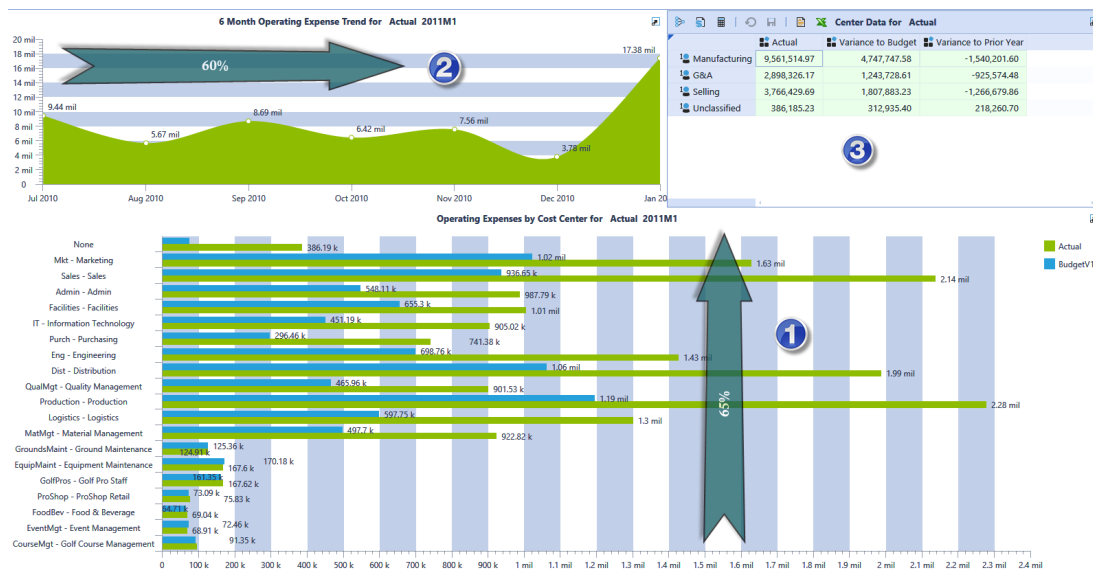 6 Month Operating Expense Trend for Actual 2011M1
20 mil
18 mil
16 mil
14 mil
12 mil
10 mil
8 mil
6 mil
4 mil
2 mil
0
60%
2
9.44 mil
5.67 mil
8.69 mil
6.42 mil
7.56 mil
3.78 mil
17.38 mil
Jul 2010
Aug 2010
Sep 2010
Oct 2010
Nov 2010
Dec 2010
Jan 20
Center Data for Actual
Actual Variance to Budget Variance to Prior Year
Manufacturing 9,561,514.97 4,747,747.58 -1,540,201.60
G&A 2,898,326.17 1,243,728.61 -925,574.48
Selling 3,766,429.69 1,807,883.23 -1,266,679.86
Unclassified 386,185.23 312,935.40 218,260.70
3
Operating Expenses by Cost Center for Actual 2011M1
None
386.19 k
Mkt - Marketing
1.02 mil
1.63 mil
Sales - Sales
936.65 k
2.14 mil
Admin - Admin
548.11 k
987.79 k
Facilities - Facilities
655.3 k
1.01 mil
IT - Information Technology
451.19 k
905.02 k
Purch - Purchasing
296.46 k
741.38 k
Eng - Engineering
698.76 k
1.43 mil
Dist - Distribution
1.06 mil
1.99 mil
QualMgt - Quality Management
465.96 k
901.53 k
Production - Production
1.19 mil
2.28 mil
Logistics - Logistics
597.75 k
1.3 mil
MatMgt - Material Management
497.7 k
922.82 k
GroundsMaint - Ground Maintenance
125.36 k
124.91 k
EquipMaint - Equipment Maintenance
170.18 k
167.6 k
GolfPros - Golf Pro Staff
161.35 k
167.62 k
ProShop - ProShop Retail
73.09 k
75.83 k
FoodBev - Food & Beverage
64.71 k
69.04 k
EventMgt - Event Management
72.46 k
68.91 k
CourseMgt - Golf Course Management
91.35 k
65%
1
Actual
BudgetV1
0
100 k
200 k
300 k
400 k
500 k
600 k
700 k
800 k
900 k
1 mil
1.1 mil
1.2 mil
1.3 mil
1.4 mil
1.5 mil
1.6 mil
1.7 mil
1.8 mil
1.9 mil
2 mil
2.1 mil
2.2 mil
2.3 mil
2.4 mil